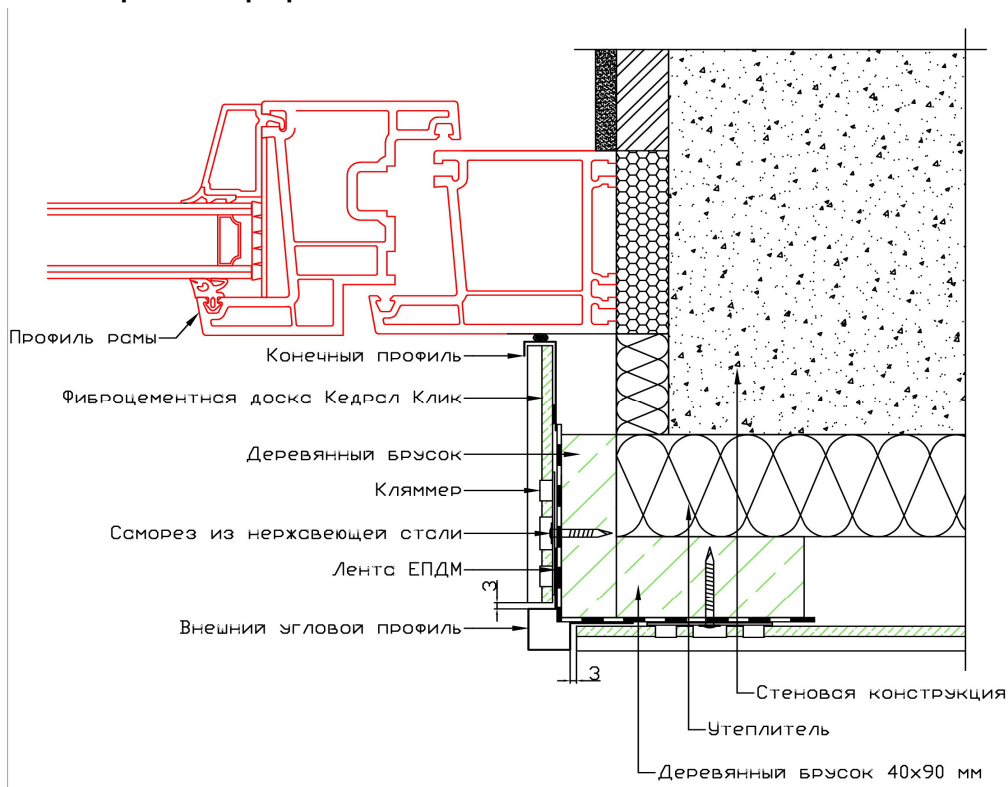 Профиль рамы
Конечный профиль
Фиброцементная доска Кедрал Клик
Деревянный брусок
Кляммер
Саморез из нержавеющей стали
Лента ЕПДМ
3
Внешний угловой профиль
3
Стеновая конструкция
Утеплитель
Деревянный брусок 40x90 мм